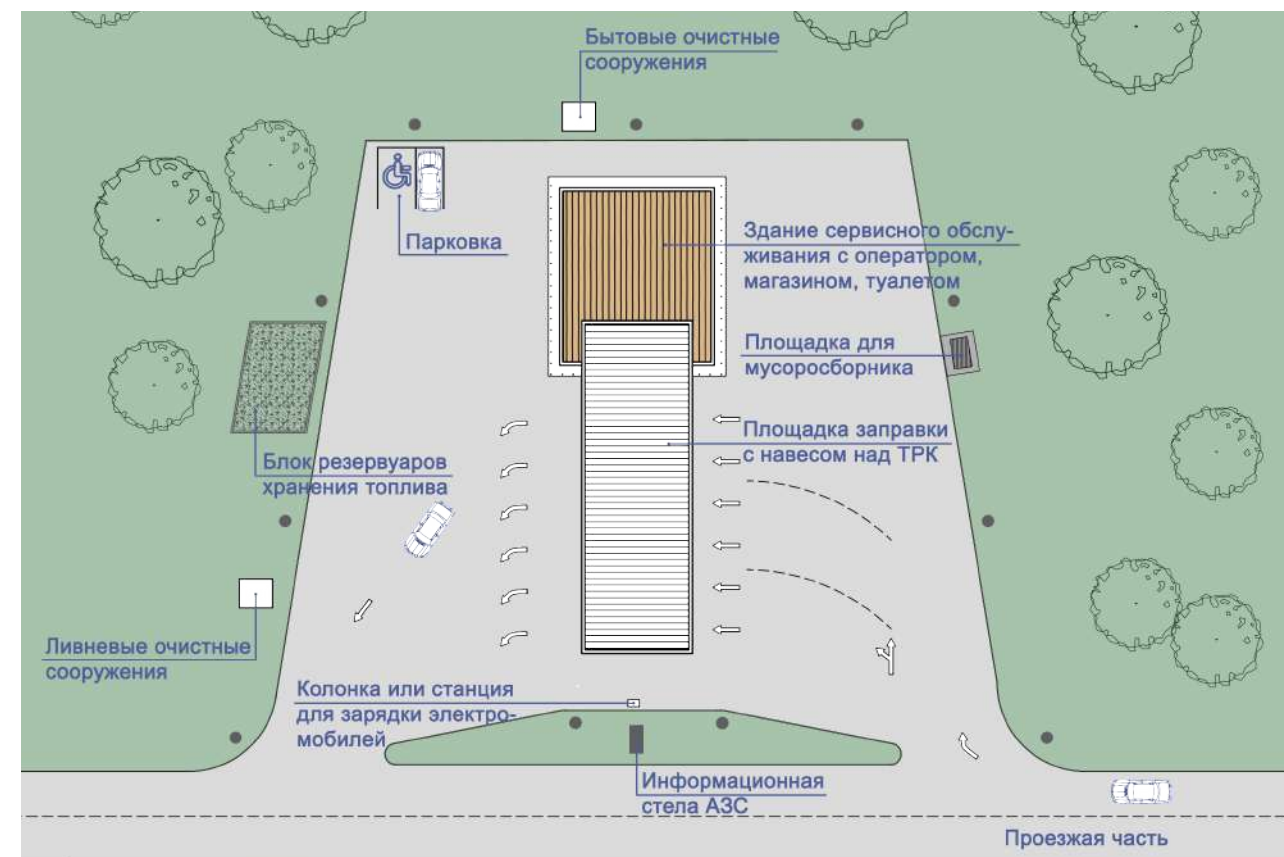 Бытовые очистные
сооружения
Парковка
Здание сервисного обслу-
живания с оператором,
магазином, туалетом
Площадка для
мусоросборника
Площадка заправки
с навесом над ТРК
Блок резервуаров
хранения топлива
Ливневые очистные
сооружения
Колонка или станция
для зарядки электро-
мобилей
Информационная
стела АЗС
Проезжая часть